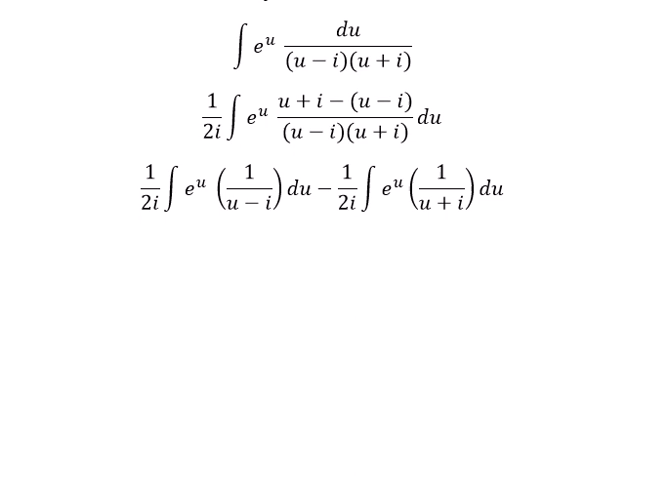 ∫ e^u du/((u − i)(u + i))
1/2i ∫ e^u (u + i − (u − i))/((u − i)(u + i)) du
1/2i ∫ e^u (1/(u − i)) du − 1/2i ∫ e^u (1/(u + i)) du